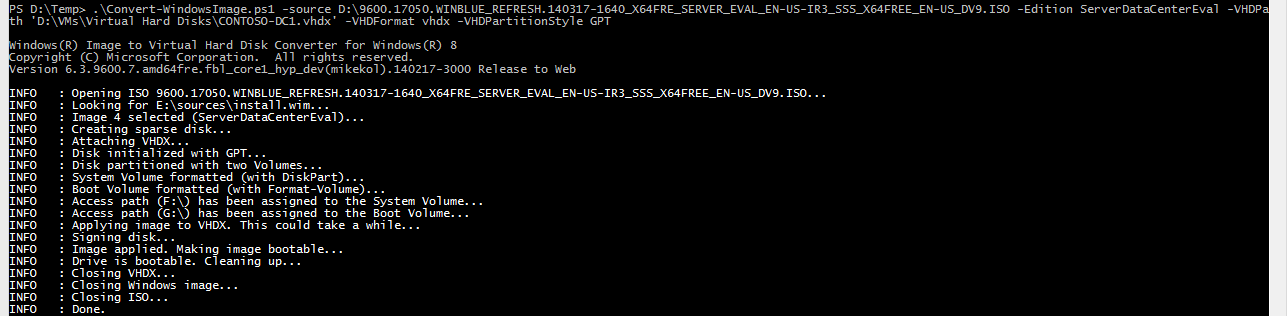 PS D:\Temp> .\Convert-WindowsImage.ps1 -source D:\9600.17050.WINBLUE_REFRESH.140317-1640_X64FRE_SERVER_EVAL_EN-US-IR3_SSS_X64FREE_EN-US_DV9.ISO -Edition ServerDataCenterEval -VHDPa
th 'D:\VMs\Virtual Hard Disks\CONTOSO-DC1.vhdx' -VHDFormat vhdx -VHDPartitionStyle GPT
Windows(R) Image to Virtual Hard Disk Converter for Windows(R) 8
Copyright (C) Microsoft Corporation.  All rights reserved.
Version 6.3.9600.7.amd64fre.fbl_core1_hyp_dev(mikekol).140217-3000 Release to Web
INFO   : Opening ISO 9600.17050.WINBLUE_REFRESH.140317-1640_X64FRE_SERVER_EVAL_EN-US-IR3_SSS_X64FREE_EN-US_DV9.ISO...
INFO   : Looking for E:\sources\install.wim...
INFO   : Image 4 selected (ServerDataCenterEval)...
INFO   : Creating sparse disk...
INFO   : Attaching VHDX...
INFO   : Disk initialized with GPT...
INFO   : Disk partitioned with two Volumes...
INFO   : System Volume formatted (with DiskPart)...
INFO   : Boot Volume formatted (with Format-Volume)...
INFO   : Access path (F:\) has been assigned to the System Volume...
INFO   : Access path (G:\) has been assigned to the Boot Volume...
INFO   : Applying image to VHDX. This could take a while...
INFO   : Signing disk...
INFO   : Image applied. Making image bootable...
INFO   : Drive is bootable. Cleaning up...
INFO   : Closing VHDX...
INFO   : Closing Windows image...
INFO   : Closing ISO...
INFO   : Done.